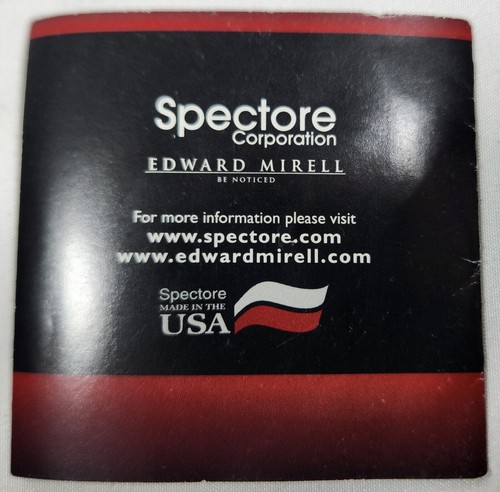 Spectore
Corporation
EDWARD MIRELL
BE NOTICED
For more information please visit
www.spectore.com
www.edwardmirell.com
Spectore
MADE IN THE
USA